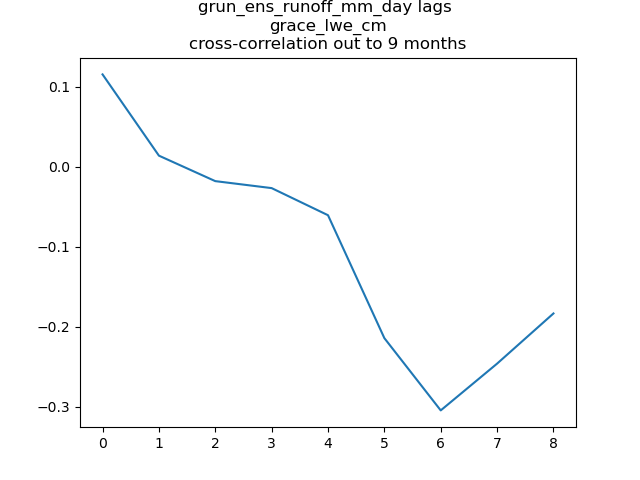 grun_ens_runoff_mm_day lags
grace_lwe_cm
cross-correlation out to 9 months
0.1
0.0
−0.1
−0.2
−0.3
0 1 2 3 4 5 6 7 8